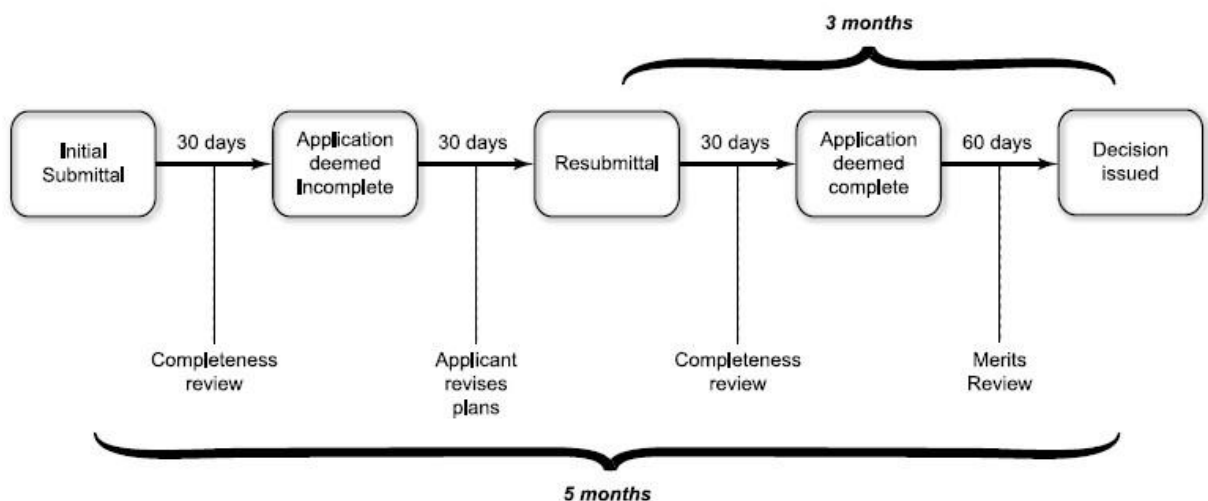 3 months
Initial
Submittal
30 days
Application
deemed
Incomplete
30 days
Resubmittal
30 days
Application
deemed
complete
60 days
Decision
issued
Completeness
review
Applicant
revises
plans
Completeness
review
Merits
Review
5 months